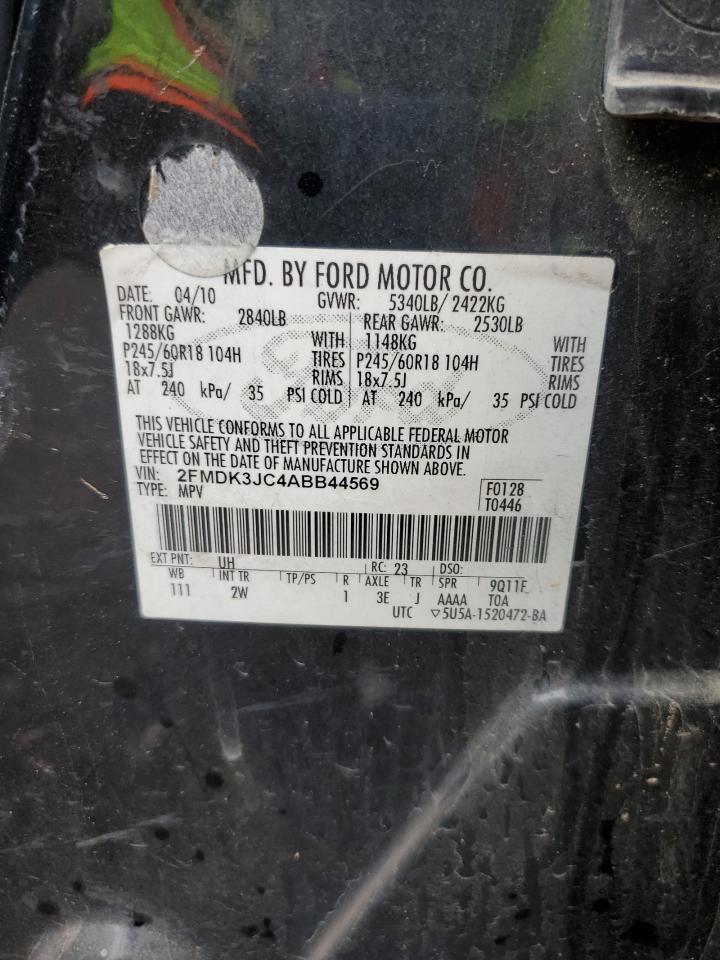 MFD. BY FORD MOTOR CO.
DATE: 04/10 GVWR: 5340LB/ 2422KG
FRONT GAWR: 2840LB REAR GAWR: 2530LB
1288KG WITH 1148KG WITH
P245/60R18 104H TIRES P245/60R18 104H TIRES
18x7.5J RIMS 18x7.5J RIMS
AT 240 kPa/ 35 PSI COLD AT 240 kPa/ 35 PSI COLD
THIS VEHICLE CONFORMS TO ALL APPLICABLE FEDERAL MOTOR
VEHICLE SAFETY AND THEFT PREVENTION STANDARDS IN
EFFECT ON THE DATE OF MANUFACTURE SHOWN ABOVE.
VIN: 2FMDK3JC4ABB44569 F0128
TYPE: MPV T0446
EXT PNT: UH RC: 23 DSO:
WB INT TR TP/PS R AXLE TR SPR 9Q11F
111 2W 1 3E J AAAA TOA
UTC ▽5U5A-1520472-BA